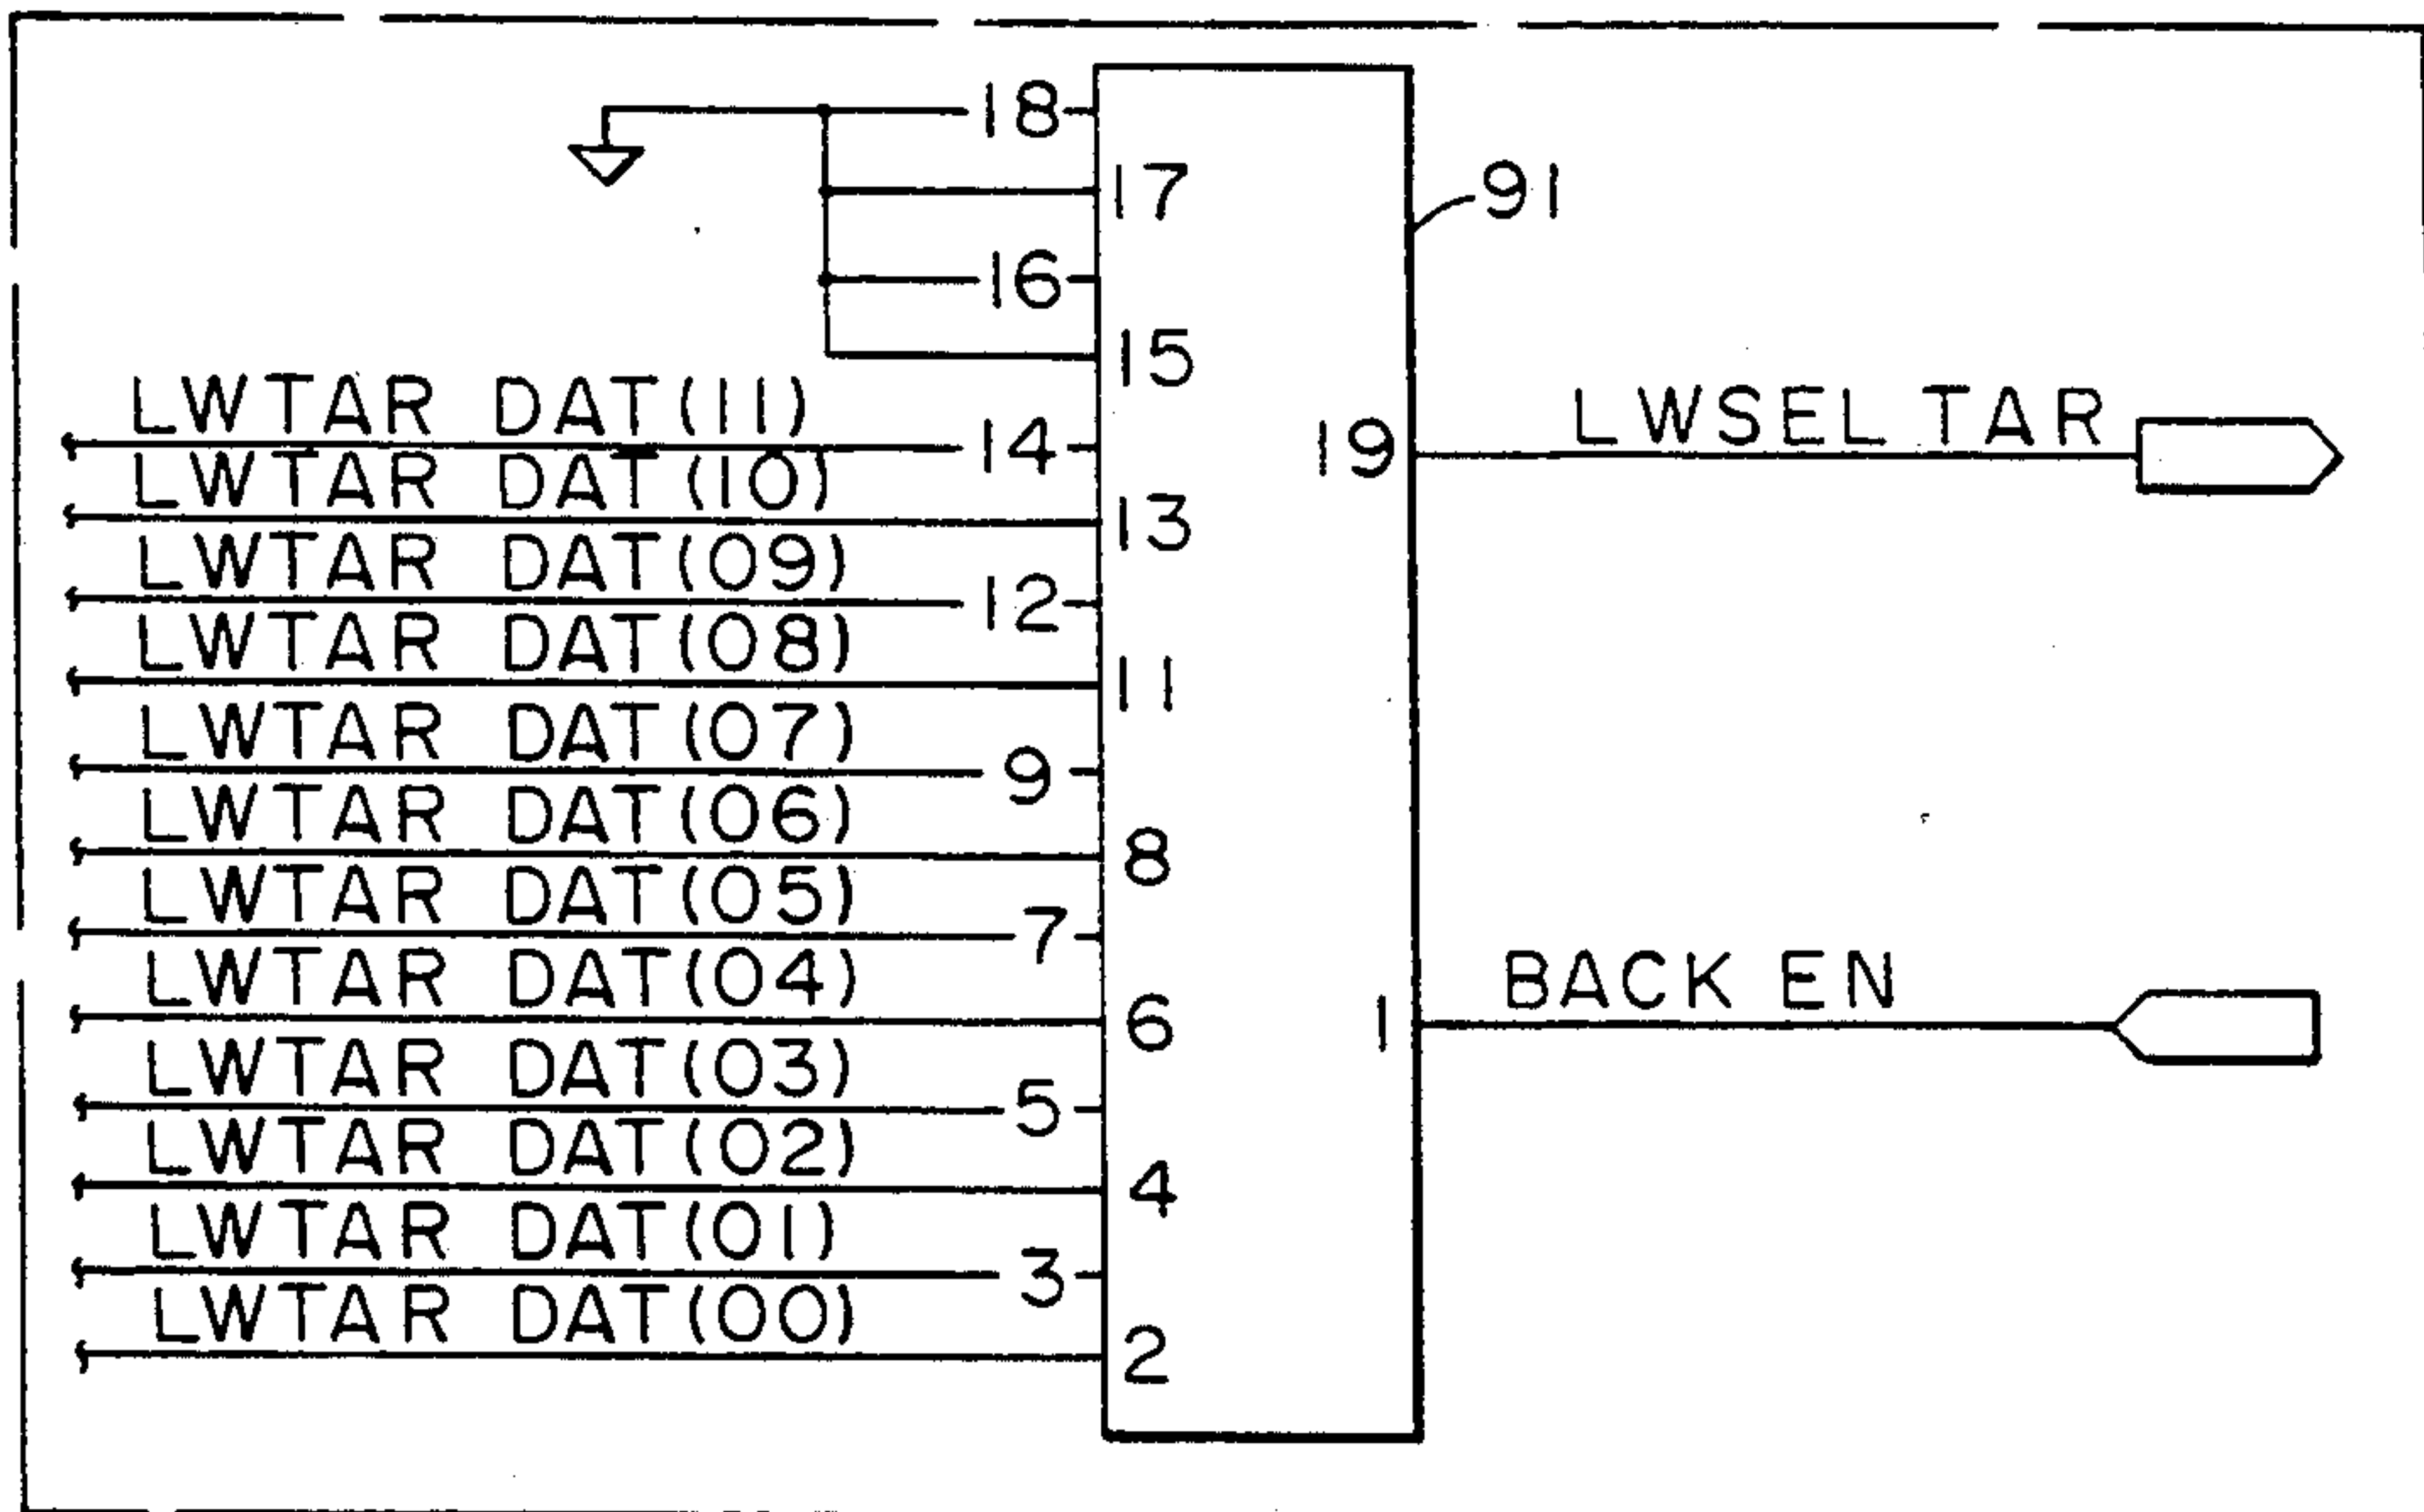 18
17
91
16
15
LWTAR DAT(11)
14
19
LWSEL TAR
LWTAR DAT(10)
13
LWTAR DAT(09)
12
LWTAR DAT(08)
11
LWTAR DAT(07)
9
LWTAR DAT(06)
8
LWTAR DAT(05)
7
LWTAR DAT(04)
6
1
BACK EN
LWTAR DAT(03)
5
LWTAR DAT(02)
4
LWTAR DAT(01)
3
LWTAR DAT(00)
2